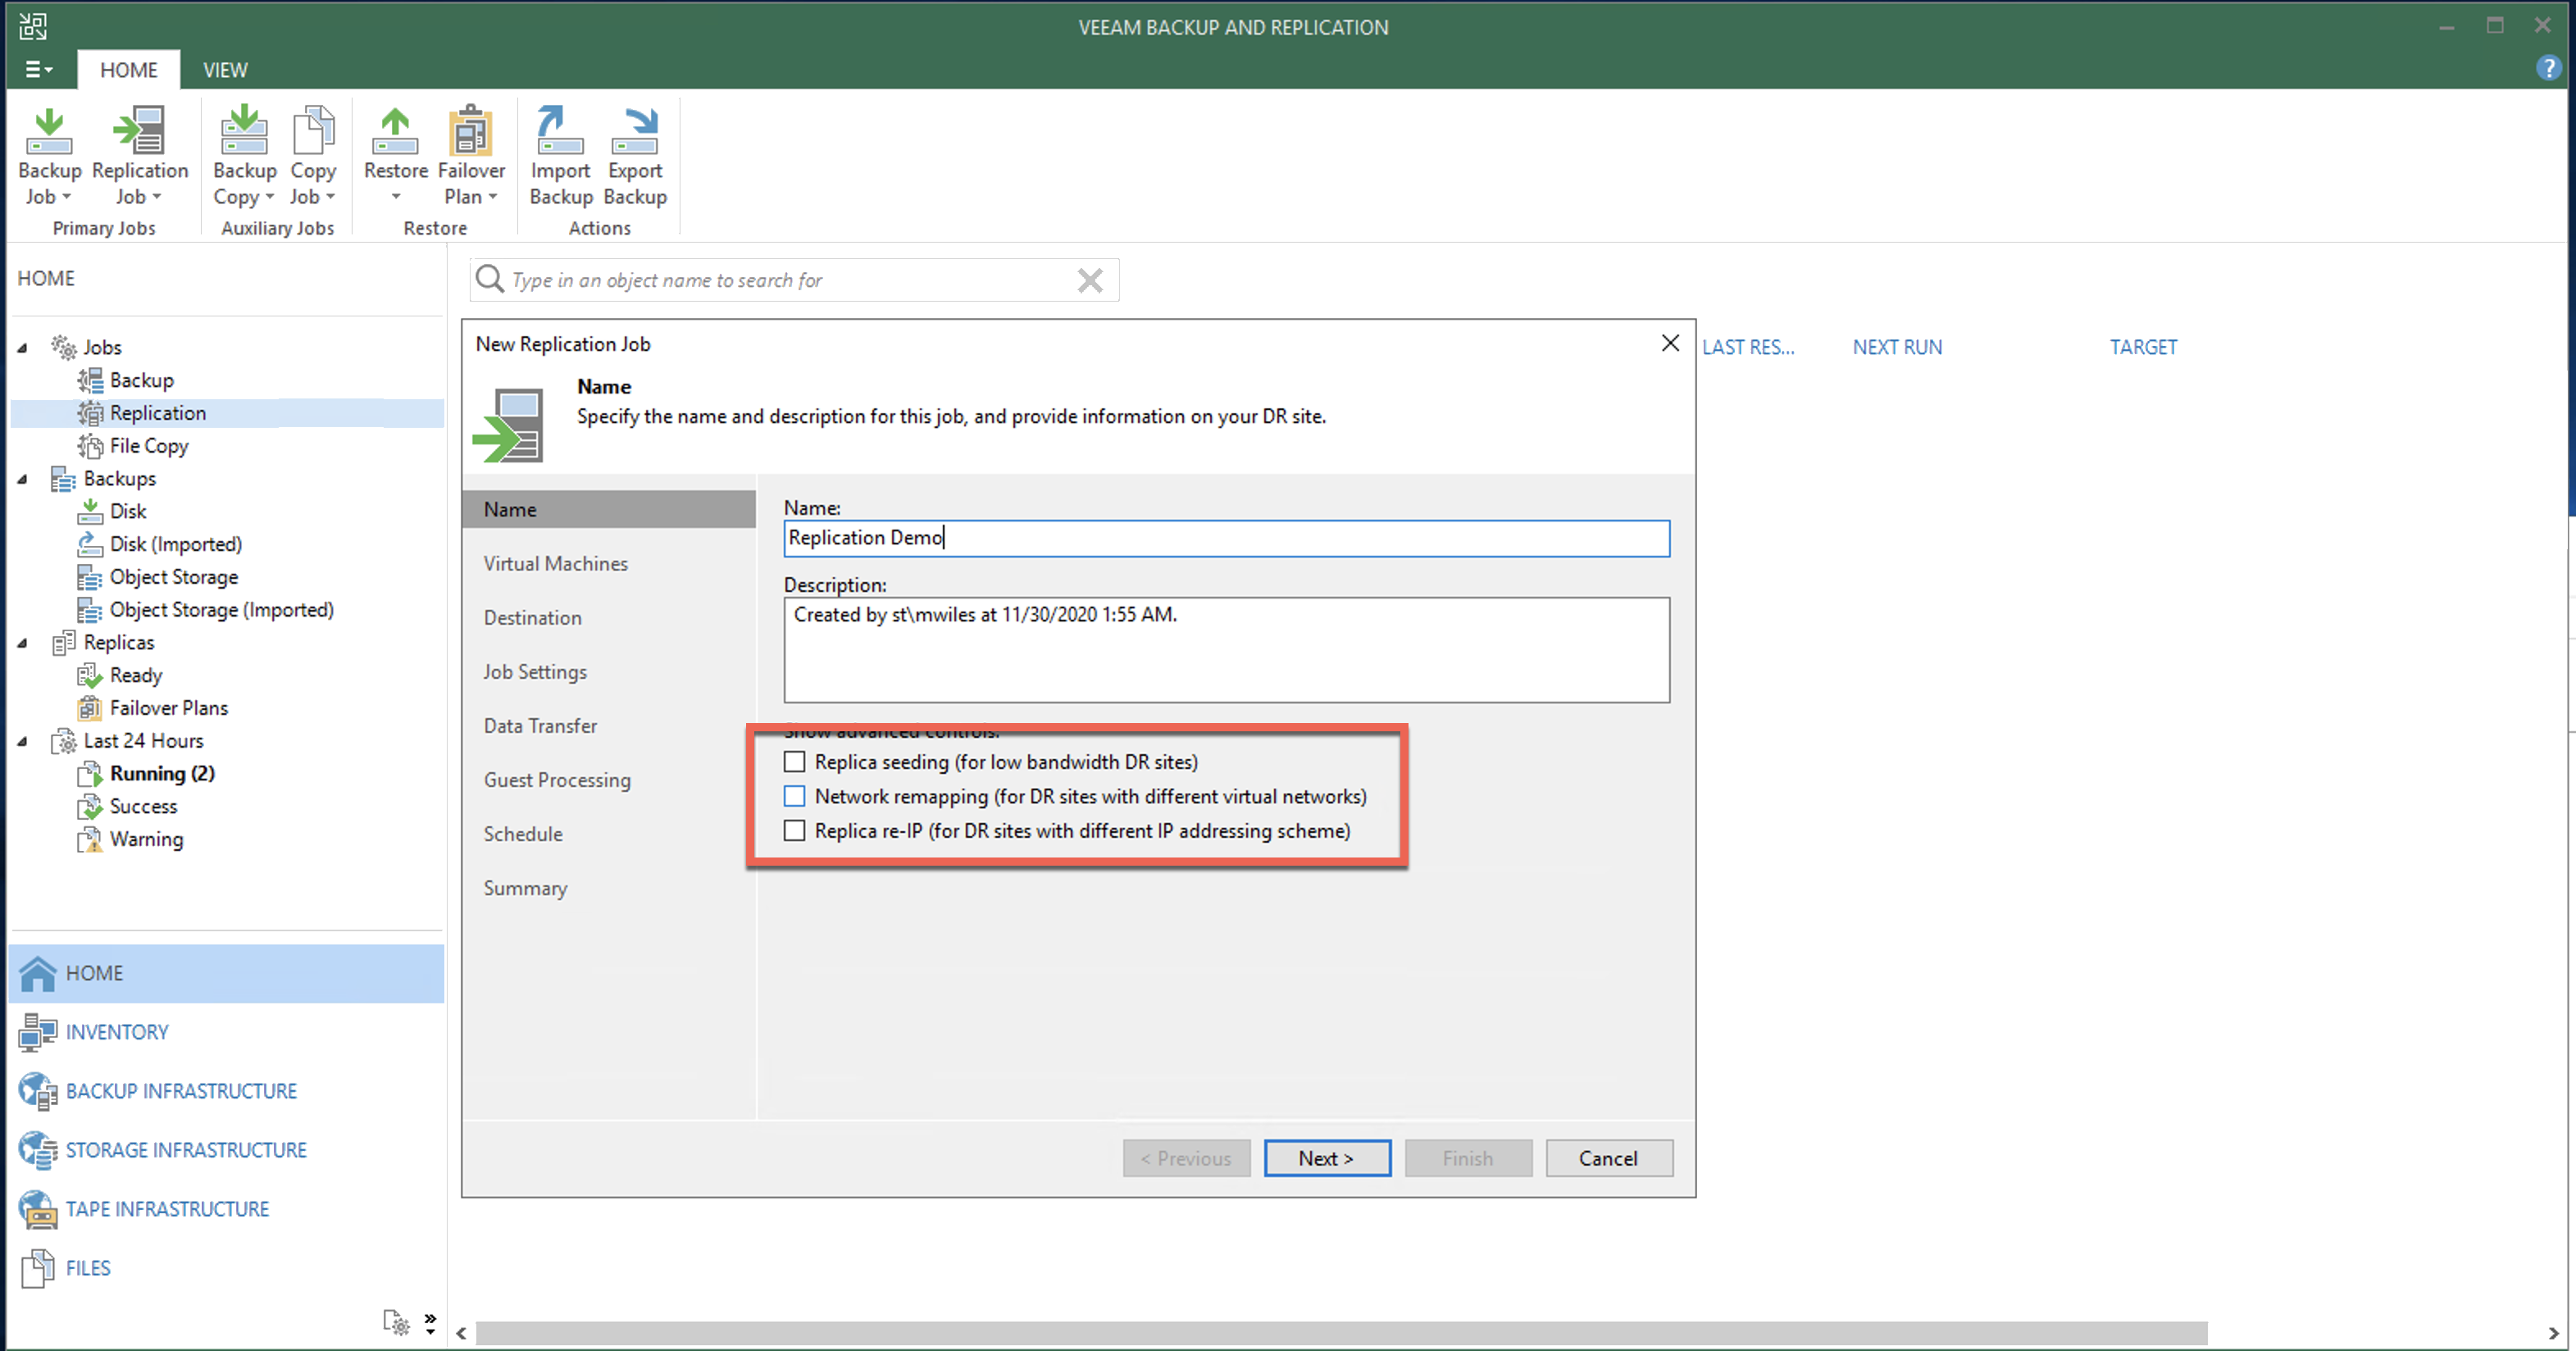 VEEAM BACKUP AND REPLICATION
HOME VIEW
?
Backup Job
Replication Job
Backup Copy
Copy Job
Restore
Failover Plan
Import Backup
Export Backup
Primary Jobs
Auxiliary Jobs
Restore
Actions
HOME
Type in an object name to search for
Jobs
Backup
Replication
File Copy
Backups
Disk
Disk (Imported)
Object Storage
Object Storage (Imported)
Replicas
Ready
Failover Plans
Last 24 Hours
Running (2)
Success
Warning
HOME
INVENTORY
BACKUP INFRASTRUCTURE
STORAGE INFRASTRUCTURE
TAPE INFRASTRUCTURE
FILES
LAST RES... NEXT RUN TARGET
New Replication Job
Name
Specify the name and description for this job, and provide information on your DR site.
Name
Virtual Machines
Destination
Job Settings
Data Transfer
Guest Processing
Schedule
Summary
Name:
Replication Demo
Description:
Created by st\mwiles at 11/30/2020 1:55 AM.
Show advanced controls:
Replica seeding (for low bandwidth DR sites)
Network remapping (for DR sites with different virtual networks)
Replica re-IP (for DR sites with different IP addressing scheme)
< Previous Next > Finish Cancel